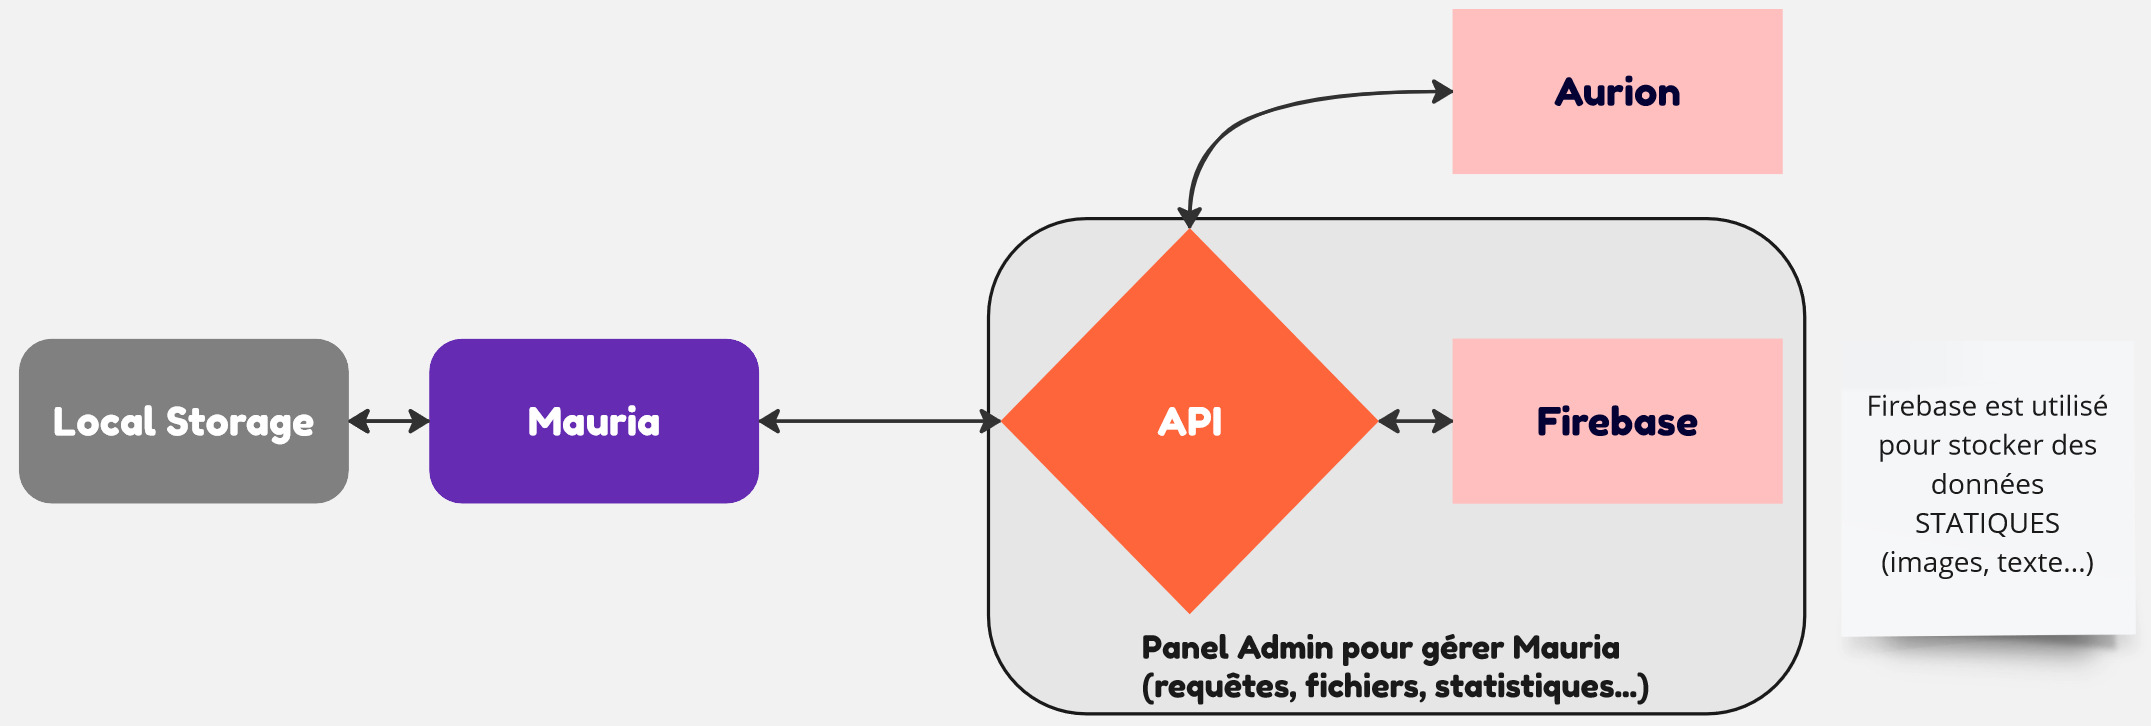 Aurion
Local Storage
Mauria
API
Firebase
Firebase est utilisé
pour stocker des
données
STATIQUES
(images, texte...)
Panel Admin pour gérer Mauria
(requêtes, fichiers, statistiques...)